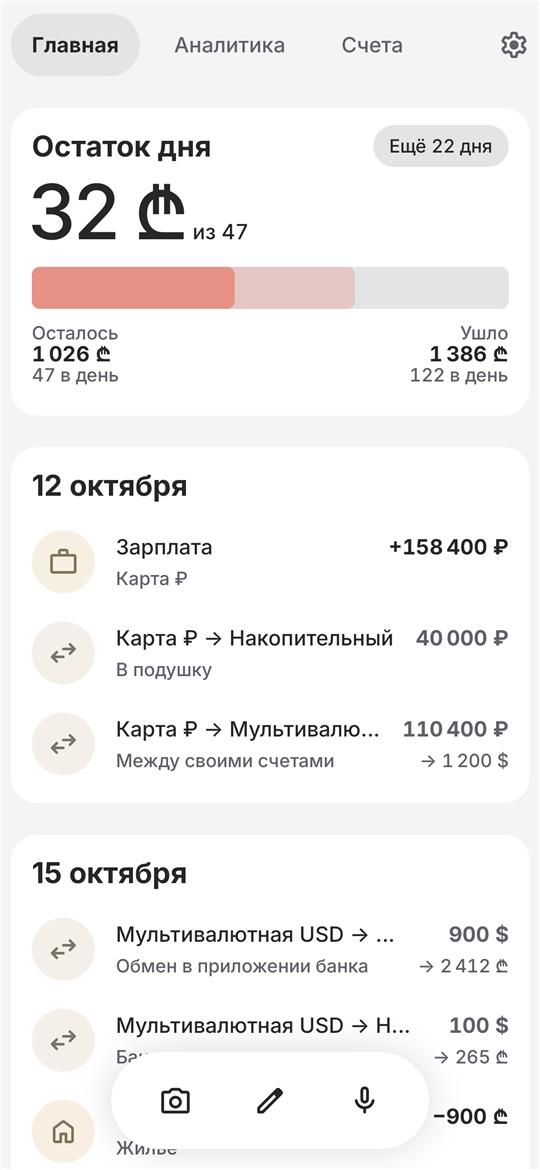 Главная Аналитика Счета
Остаток дня Ещё 22 дня
32 ₾ из 47
Осталось Ушло
1 026 ₾ 1 386 ₾
47 в день 122 в день
12 октября
Зарплата +158 400 ₽
Карта ₽
Карта ₽ → Накопительный 40 000 ₽
В подушку
Карта ₽ → Мультивалю... 110 400 ₽
Между своими счетами → 1 200 $
15 октября
Мультивалютная USD → ... 900 $
Обмен в приложении банка → 2 412 ₾
Мультивалютная USD → Н... 100 $
→ 265 ₾
−900 ₾
Жильё